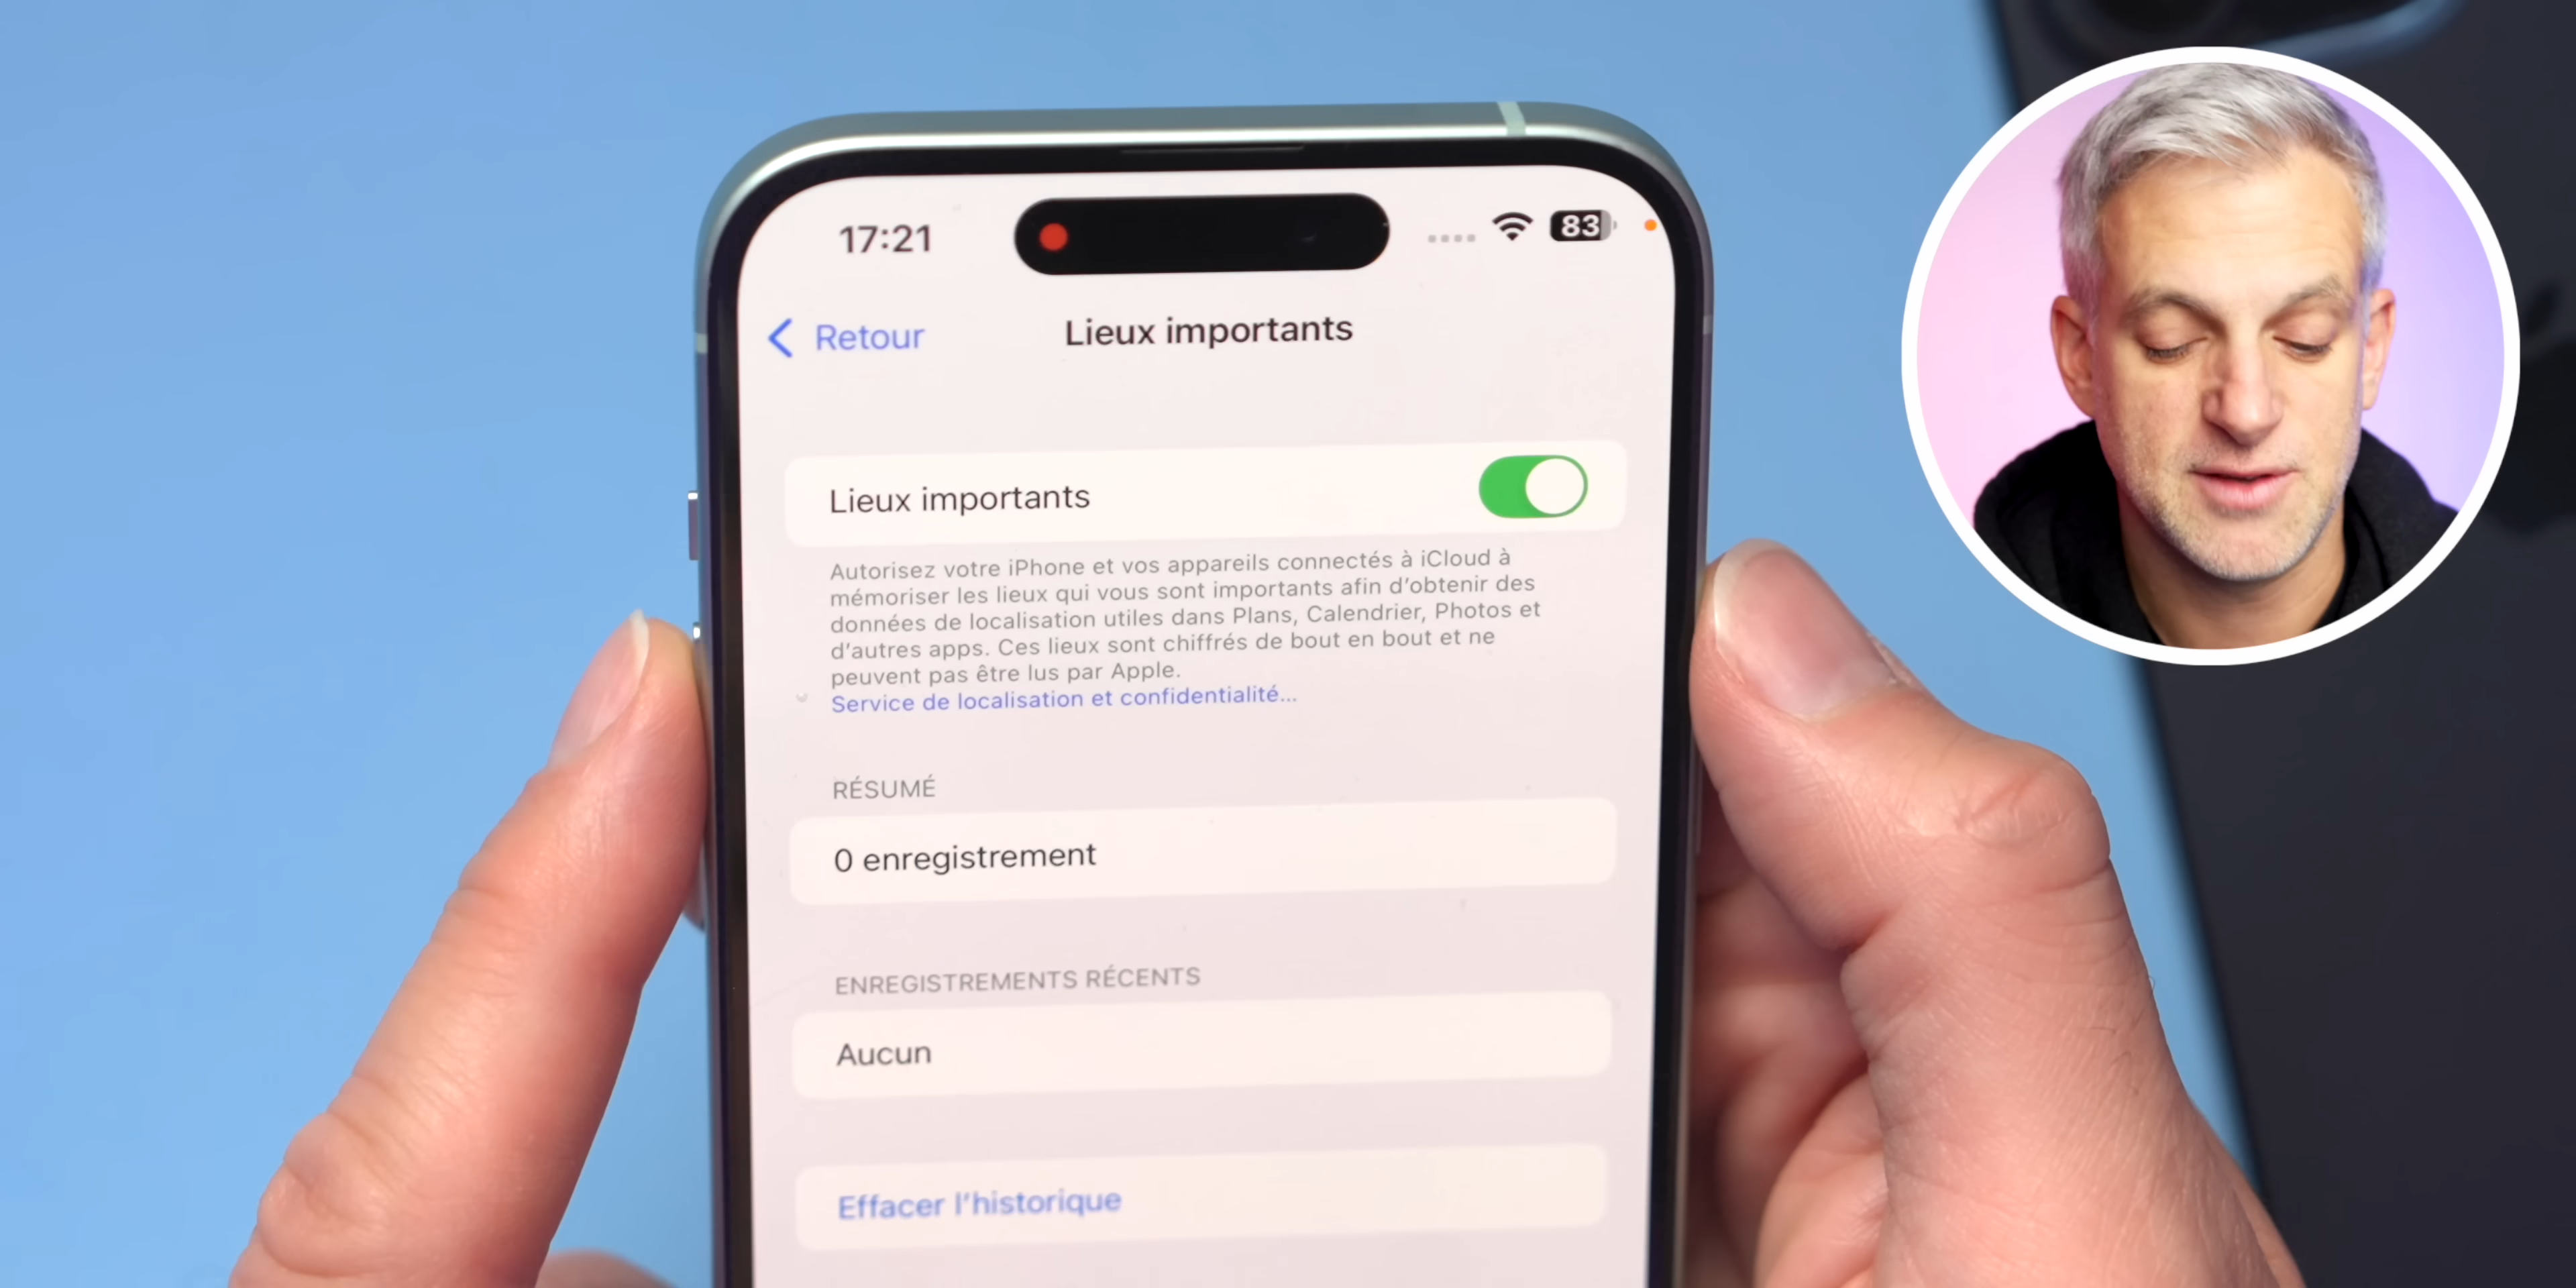 17:21
83
Retour
Lieux importants
Lieux importants
Autorisez votre iPhone et vos appareils connectés à iCloud à
mémoriser les lieux qui vous sont importants afin d'obtenir des
données de localisation utiles dans Plans, Calendrier, Photos et
d'autres apps. Ces lieux sont chiffrés de bout en bout et ne
peuvent pas être lus par Apple.
Service de localisation et confidentialité...
RÉSUMÉ
0 enregistrement
ENREGISTREMENTS RÉCENTS
Aucun
Effacer l'historique